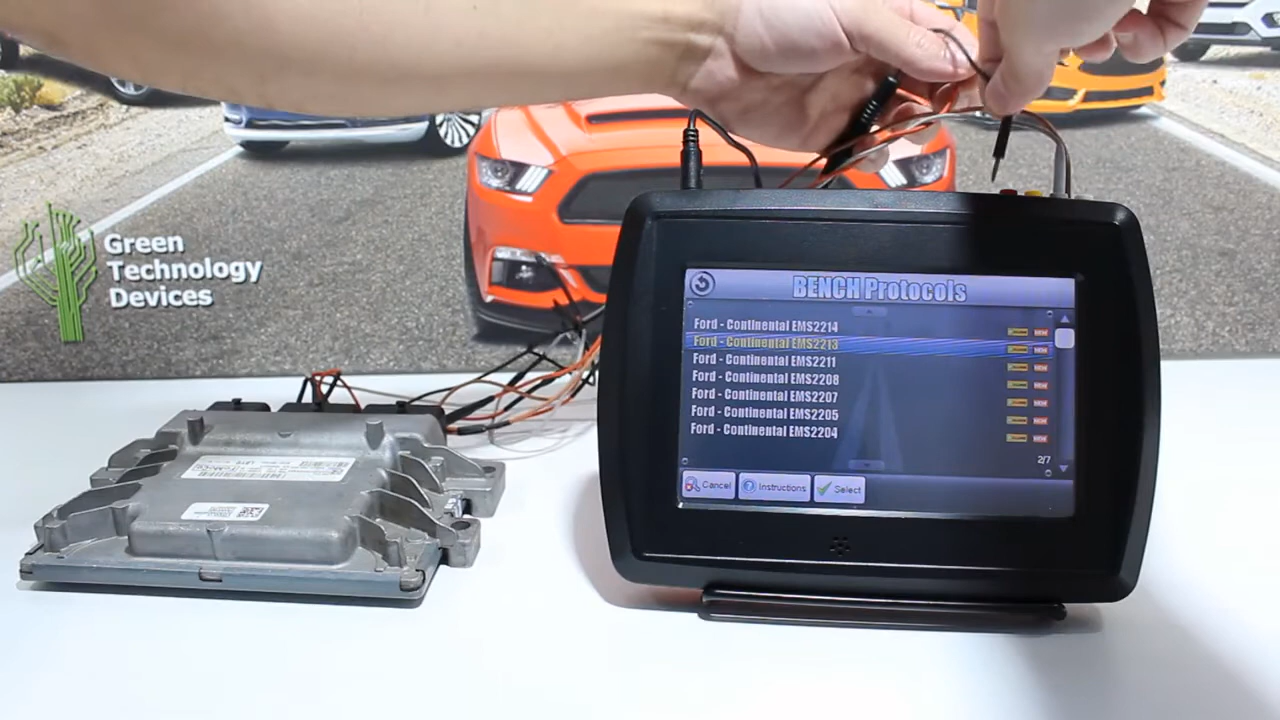 Green
Technology
Devices
BENCH Protocols
Ford - Continental EMS2214
Ford - Continental EMS2213
Ford - Continental EMS2211
Ford - Continental EMS2208
Ford - Continental EMS2207
Ford - Continental EMS2205
Ford - Continental EMS2204
2/7
Cancel
Instructions
Select